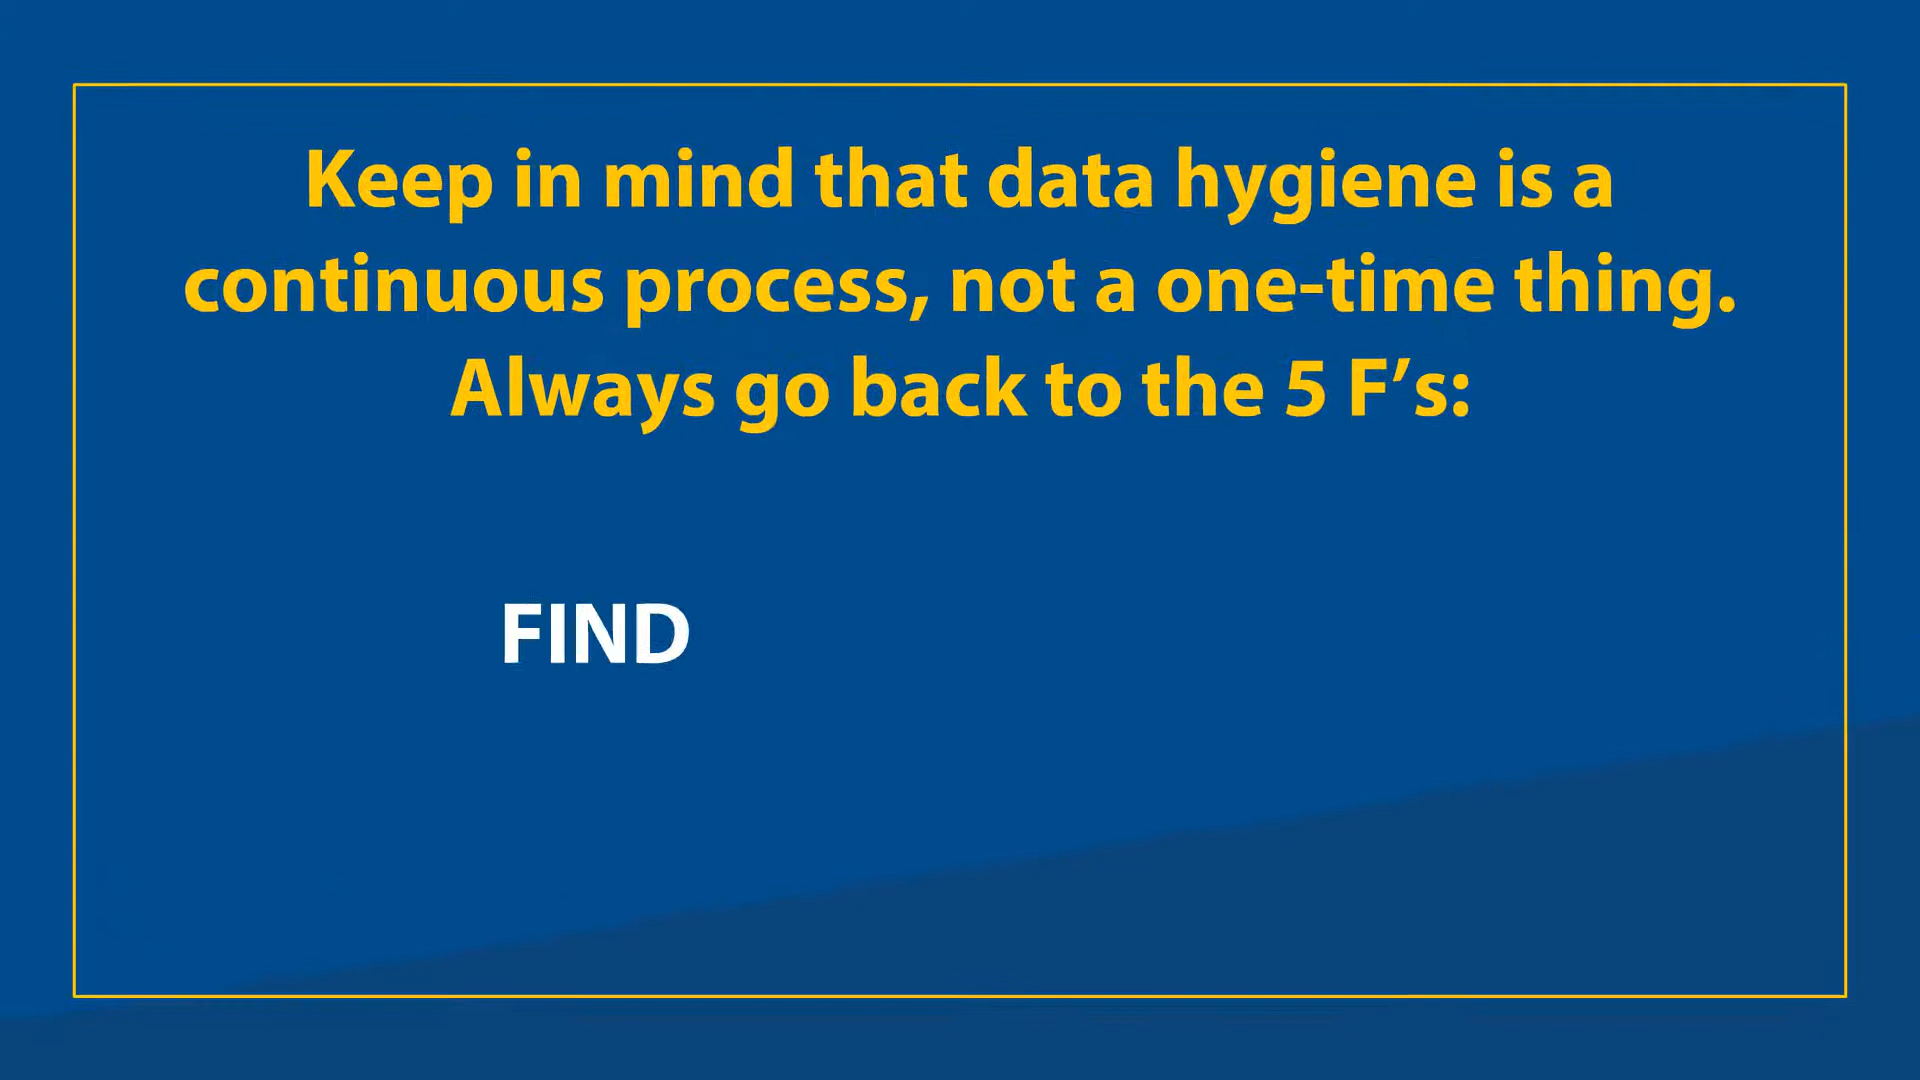 Keep in mind that data hygiene is a
continuous process, not a one-time thing.
Always go back to the 5 F’s:
FIND